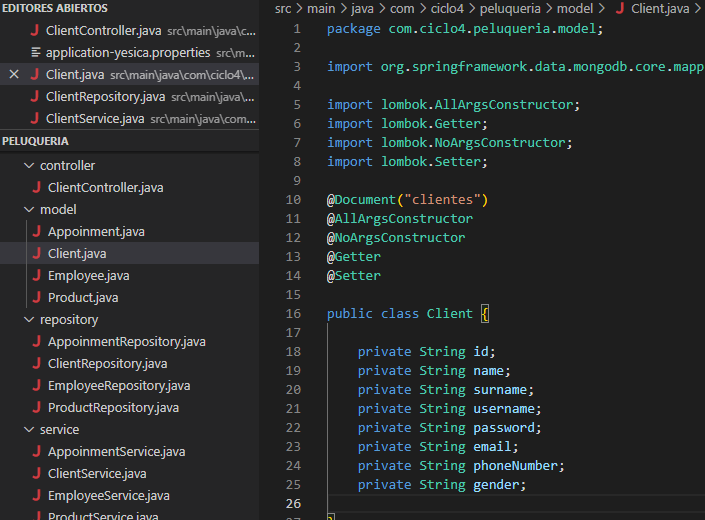 EDITORES ABIERTOS
ClientController.java src\main\java\com\c...
application-yesica.properties src\m...
Client.java src\main\java\com\ciclo4\...
ClientRepository.java src\main\java\...
ClientService.java src\main\java\com...
PELUQUERIA
controller
ClientController.java
model
Appoinment.java
Client.java
Employee.java
Product.java
repository
AppoinmentRepository.java
ClientRepository.java
EmployeeRepository.java
ProductRepository.java
service
AppoinmentService.java
ClientService.java
EmployeeService.java
ProductService.java
src > main > java > com > ciclo4 > peluqueria > model > J Client.java >
1 package com.ciclo4.peluqueria.model;
2
3 import org.springframework.data.mongodb.core.mapp
4
5 import lombok.AllArgsConstructor;
6 import lombok.Getter;
7 import lombok.NoArgsConstructor;
8 import lombok.Setter;
9
10 @Document("clientes")
11 @AllArgsConstructor
12 @NoArgsConstructor
13 @Getter
14 @Setter
15
16 public class Client {
17
18 private String id;
19 private String name;
20 private String surname;
21 private String username;
22 private String password;
23 private String email;
24 private String phoneNumber;
25 private String gender;
26
27 }